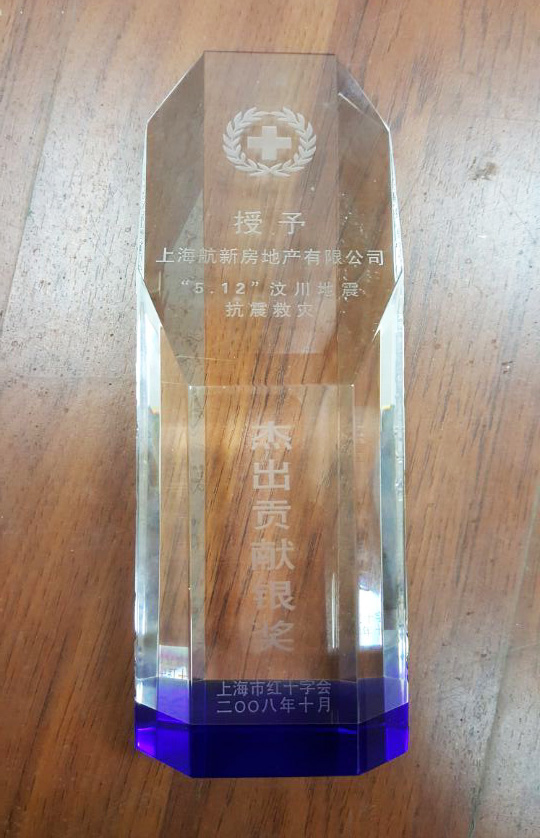 授予
上海航新房地产有限公司
“5.12”汶川地震
抗震救灾
杰出贡献银奖
上海市红十字会
二〇〇八年十月